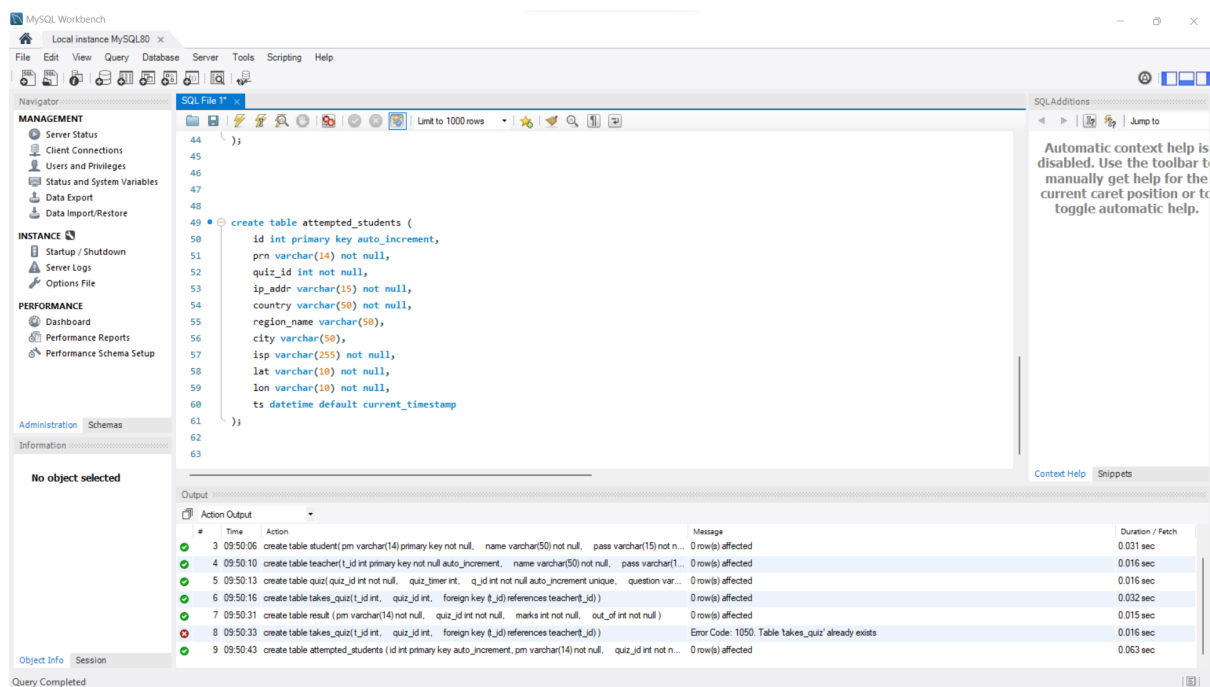 MySQL Workbench
Local instance MySQL80
File Edit View Query Database Server Tools Scripting Help
Navigator
MANAGEMENT
Server Status
Client Connections
Users and Privileges
Status and System Variables
Data Export
Data Import/Restore
INSTANCE
Startup / Shutdown
Server Logs
Options File
PERFORMANCE
Dashboard
Performance Reports
Performance Schema Setup
Administration Schemas
Information
No object selected
Object Info Session
SQL File 1*
Limit to 1000 rows
44 );
45
46
47
48
49 create table attempted_students (
50 id int primary key auto_increment,
51 prn varchar(14) not null,
52 quiz_id int not null,
53 ip_addr varchar(15) not null,
54 country varchar(50) not null,
55 region_name varchar(50),
56 city varchar(50),
57 isp varchar(255) not null,
58 lat varchar(10) not null,
59 lon varchar(10) not null,
60 ts datetime default current_timestamp
61 );
62
63
SQLAdditions
Jump to
Automatic context help is
disabled. Use the toolbar t
manually get help for the
current caret position or to
toggle automatic help.
Context Help Snippets
Output
Action Output
# Time Action Message Duration / Fetch
3 09:50:06 create table student( prn varchar(14) primary key not null, name varchar(50) not null, pass varchar(15) not n... 0 row(s) affected 0.031 sec
4 09:50:10 create table teacher( t_id int primary key not null auto_increment, name varchar(50) not null, pass varchar(1... 0 row(s) affected 0.016 sec
5 09:50:13 create table quiz( quiz_id int not null, quiz_timer int, q_id int not null auto_increment unique, question var... 0 row(s) affected 0.016 sec
6 09:50:16 create table takes_quiz( t_id int, quiz_id int, foreign key (t_id) references teacher(t_id) ) 0 row(s) affected 0.032 sec
7 09:50:31 create table result ( prn varchar(14) not null, quiz_id int not null, marks int not null, out_of int not null ) 0 row(s) affected 0.015 sec
8 09:50:33 create table takes_quiz( t_id int, quiz_id int, foreign key (t_id) references teacher(t_id) ) Error Code: 1050. Table 'takes_quiz' already exists 0.016 sec
9 09:50:43 create table attempted_students ( id int primary key auto_increment, prn varchar(14) not null, quiz_id int not n... 0 row(s) affected 0.063 sec
Query Completed